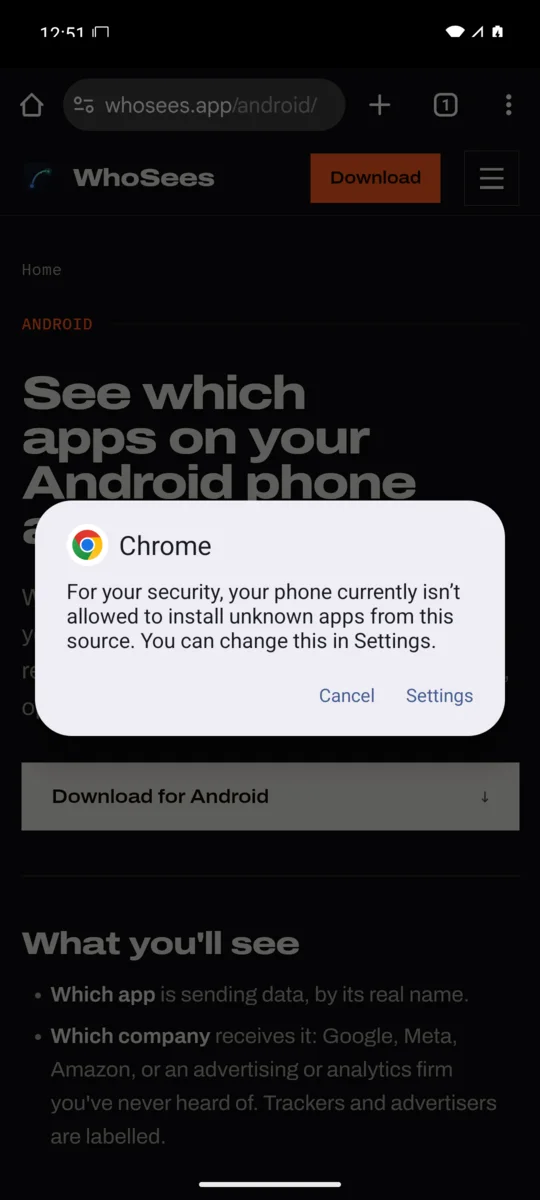 12:51
whosees.app/android/
1
WhoSees
Download
Home
ANDROID
See which
apps on your
Android phone
Chrome
For your security, your phone currently isn’t
allowed to install unknown apps from this
source. You can change this in Settings.
Cancel
Settings
Download for Android ↓
What you'll see
• Which app is sending data, by its real name.
• Which company receives it: Google, Meta,
Amazon, or an advertising or analytics firm
you've never heard of. Trackers and advertisers
are labelled.